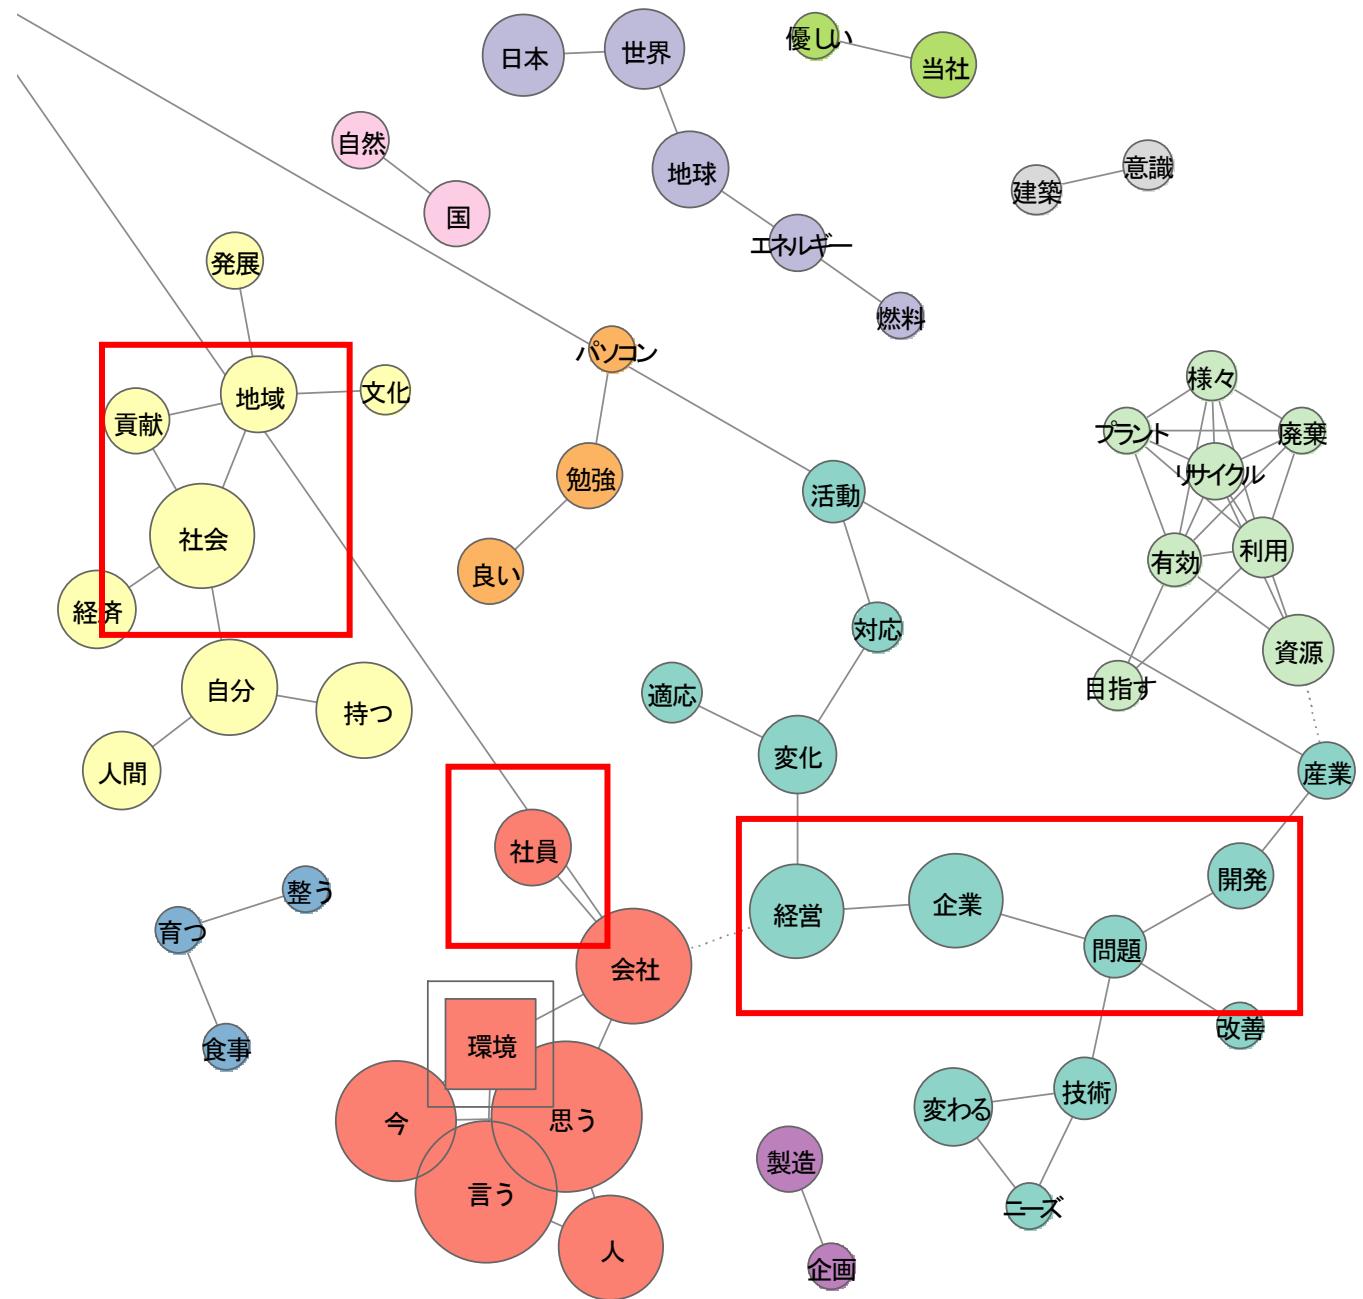 日本
世界
優しい
当社
自然
国
地球
建築
意識
エネルギー
燃料
発展
パソコン
地域
文化
貢献
様々
プラント
廃棄
リサイクル
勉強
活動
社会
良い
有効
利用
経済
対応
資源
自分
持つ
適応
目指す
人間
変化
産業
社員
整う
育つ
経営
企業
開発
問題
会社
食事
環境
改善
今
思う
変わる
技術
言う
人
製造
ニーズ
企画